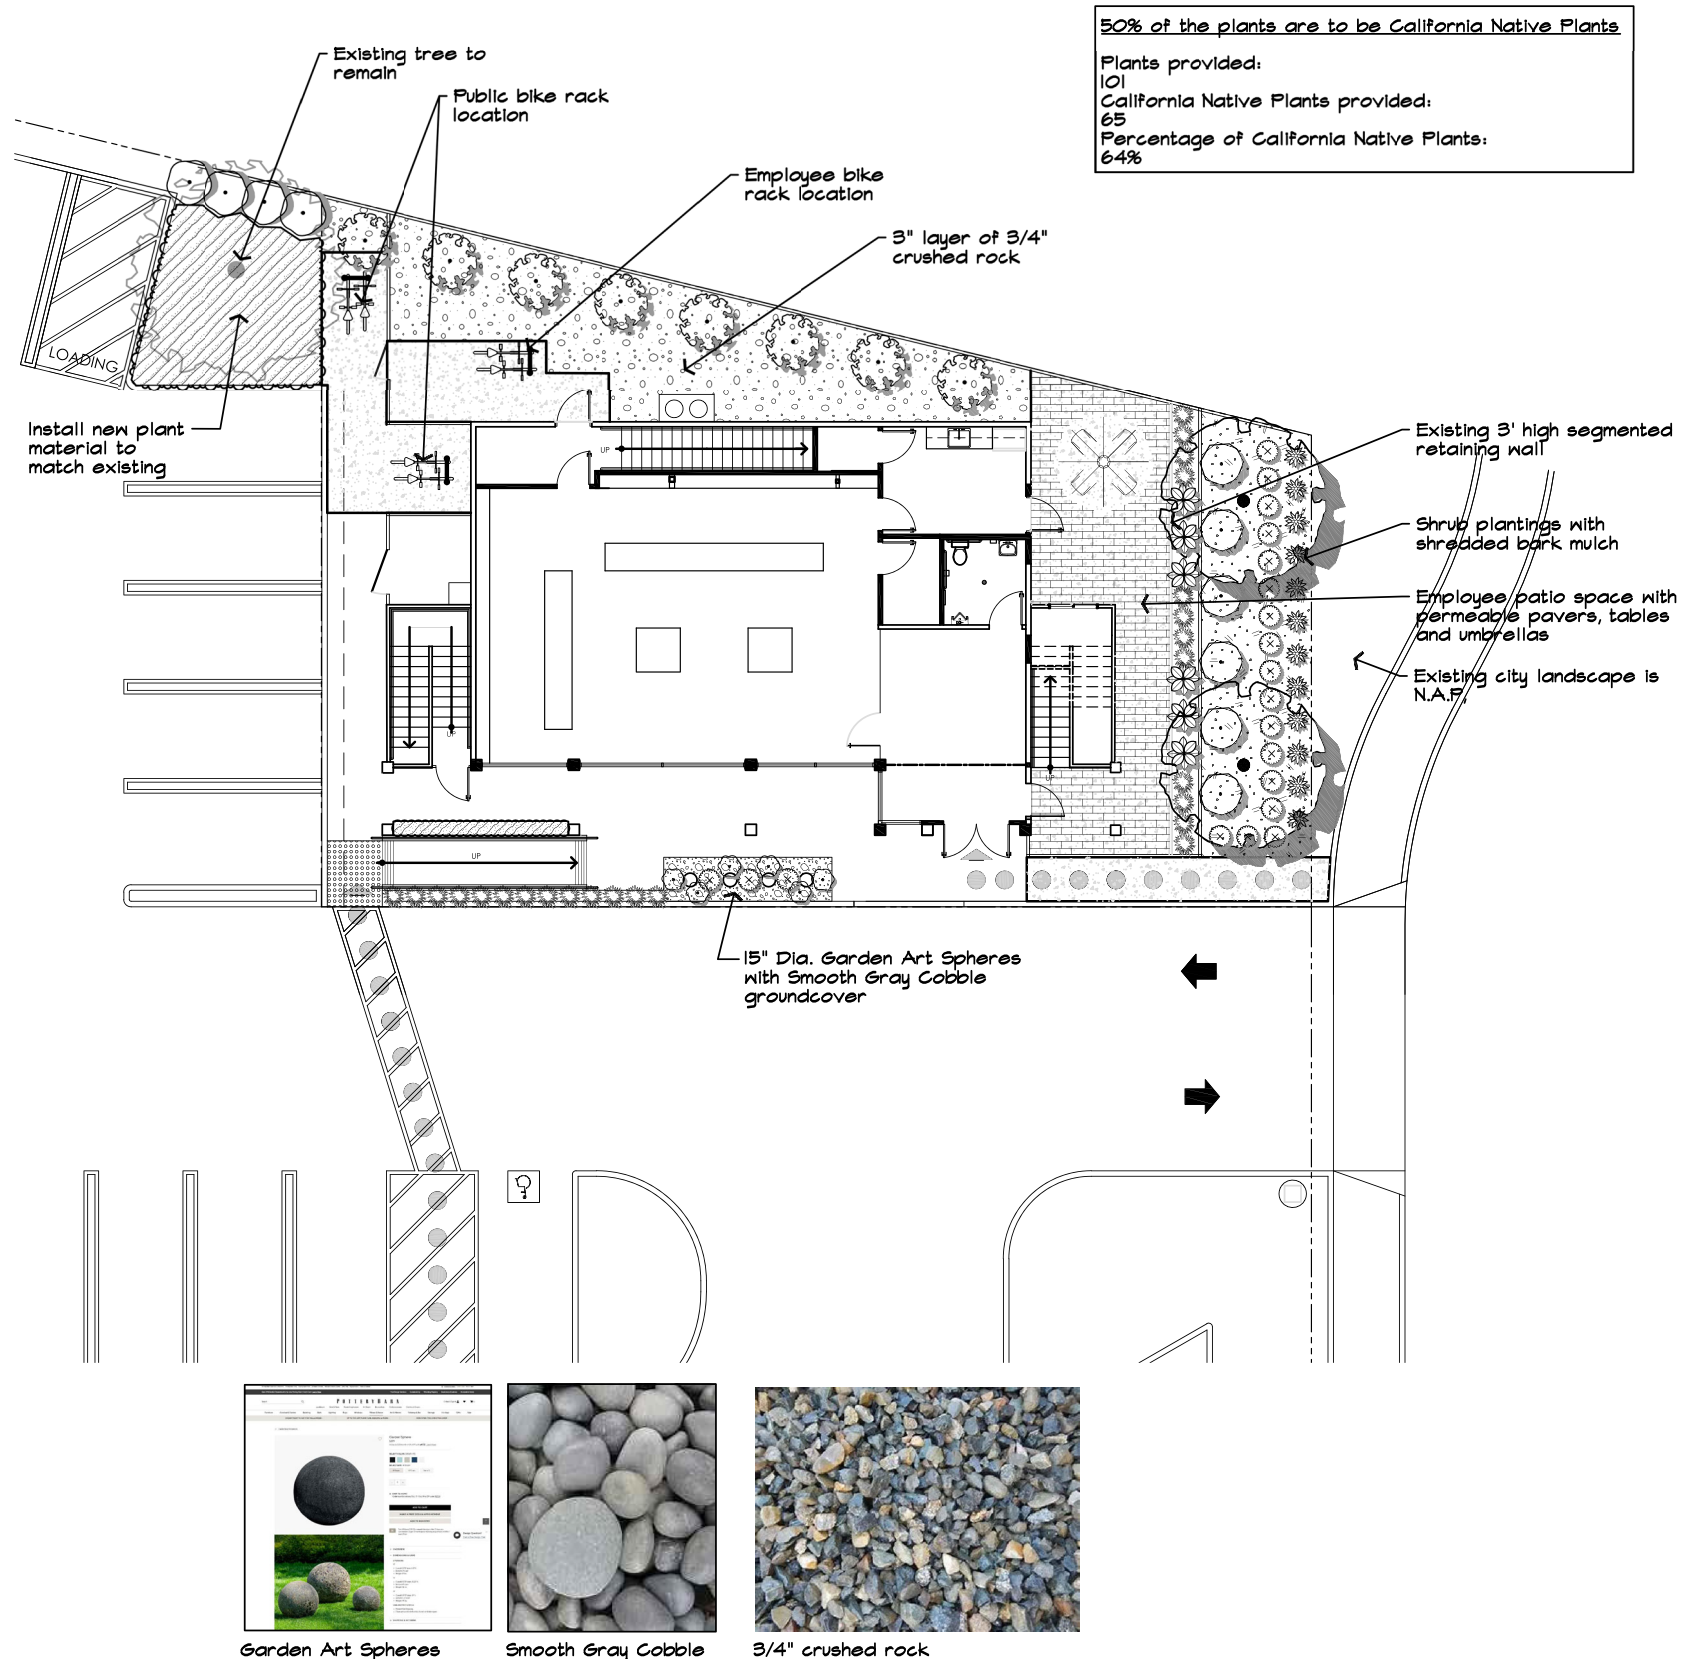 50% of the plants are to be California Native Plants
Plants provided:
101
California Native Plants provided:
65
Percentage of California Native Plants:
64%
Existing tree to
remain
Public bike rack
location
Employee bike
rack location
3" layer of 3/4"
crushed rock
LOADING
Install new plant
material to
match existing
UP
Existing 3' high segmented
retaining wall
Shrub plantings with
shredded bark mulch
Employee patio space with
permeable pavers, tables
and umbrellas
Existing city landscape is
N.A.P.
UP
UP
UP
15" Dia. Garden Art Spheres
with Smooth Gray Cobble
groundcover
POTTERY BARN
Garden Art Spheres
Smooth Gray Cobble
3/4" crushed rock